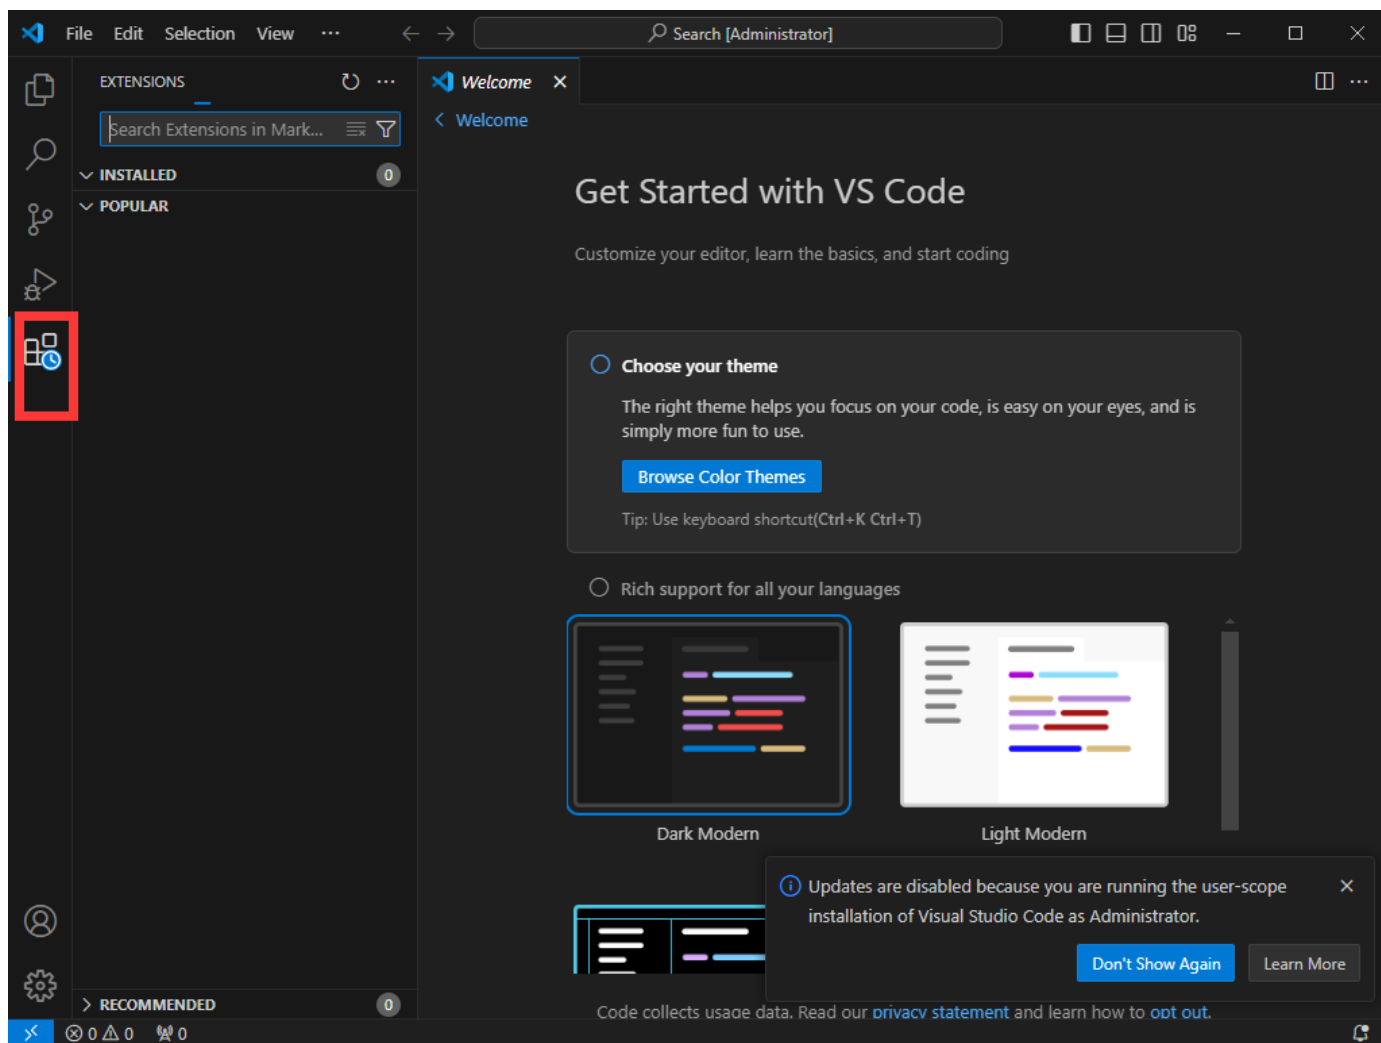 File Edit Selection View ···
Search [Administrator]
EXTENSIONS
Search Extensions in Mark...
INSTALLED 0
POPULAR
RECOMMENDED 0
Welcome
Welcome
Get Started with VS Code
Customize your editor, learn the basics, and start coding
Choose your theme
The right theme helps you focus on your code, is easy on your eyes, and is
simply more fun to use.
Browse Color Themes
Tip: Use keyboard shortcut(Ctrl+K Ctrl+T)
Rich support for all your languages
Dark Modern
Light Modern
Updates are disabled because you are running the user-scope
installation of Visual Studio Code as Administrator.
Don't Show Again
Learn More
Code collects usage data. Read our privacy statement and learn how to opt out.
0 0 0